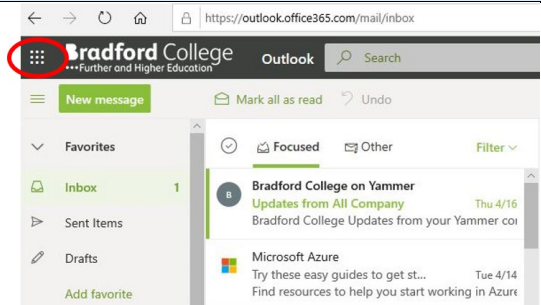 https://outlook.office365.com/mail/inbox
Bradford College
•••Further and Higher Education
Outlook
Search
New message
Mark all as read
Undo
Favorites
Focused
Other
Filter
Inbox
1
B
Bradford College on Yammer
Updates from All Company
Thu 4/16
Bradford College Updates from your Yammer cor
Sent Items
Drafts
Microsoft Azure
Try these easy guides to get st...
Tue 4/14
Find resources to help you start working in Azure
Add favorite